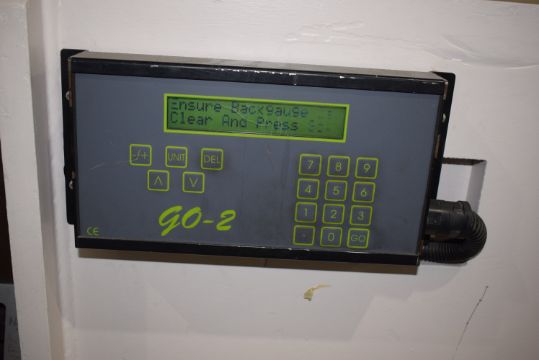 Ensure Backgauge
Clear And Press
-/+ UNIT DEL
7 8 9
4 5 6
1 2 3
. 0 GO
GO-2
CE